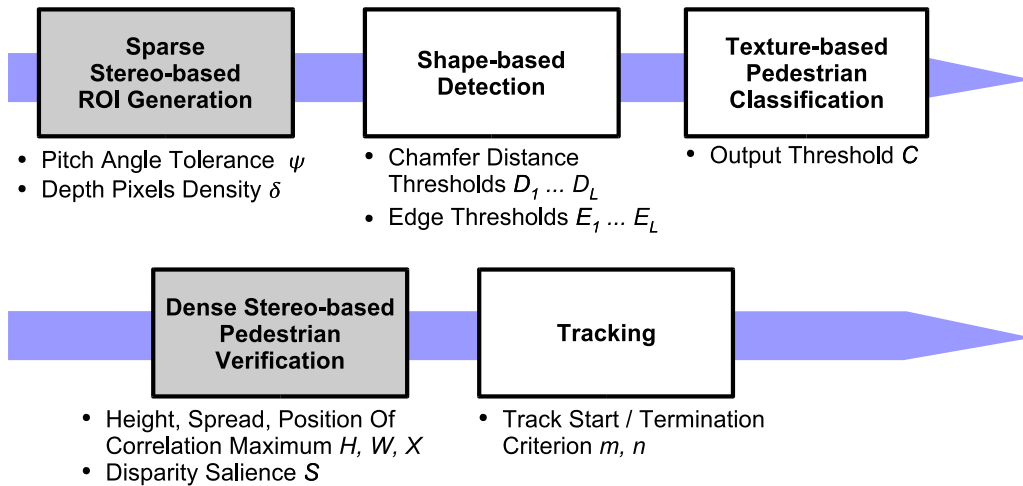 Sparse
Stereo-based
ROI Generation
Shape-based
Detection
Texture-based
Pedestrian
Classification
• Pitch Angle Tolerance ψ
• Depth Pixels Density δ
• Chamfer Distance
Thresholds D₁ ... D_L
• Edge Thresholds E₁ ... E_L
• Output Threshold C
Dense Stereo-based
Pedestrian
Verification
Tracking
• Height, Spread, Position Of
Correlation Maximum H, W, X
• Disparity Salience S
• Track Start / Termination
Criterion m, n